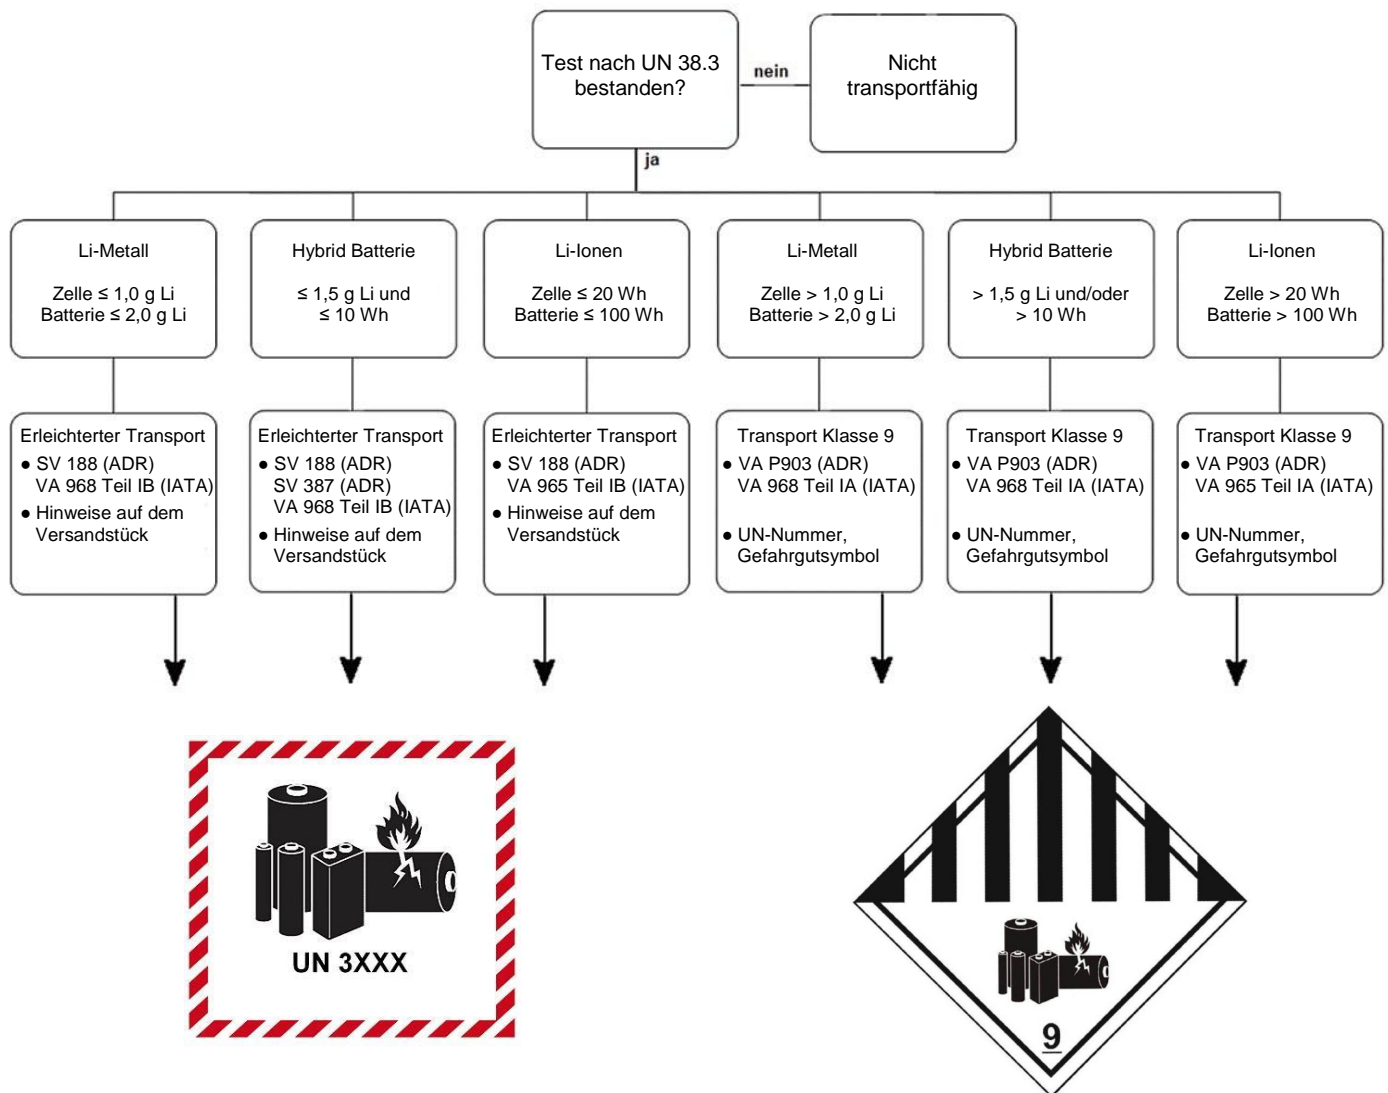 Test nach UN 38.3
bestanden?
nein
Nicht
transportfähig
ja
Li-Metall
Zelle ≤ 1,0 g Li
Batterie ≤ 2,0 g Li
Hybrid Batterie
≤ 1,5 g Li und
≤ 10 Wh
Li-Ionen
Zelle ≤ 20 Wh
Batterie ≤ 100 Wh
Li-Metall
Zelle > 1,0 g Li
Batterie > 2,0 g Li
Hybrid Batterie
> 1,5 g Li und/oder
> 10 Wh
Li-Ionen
Zelle > 20 Wh
Batterie > 100 Wh
Erleichterter Transport
● SV 188 (ADR)
VA 968 Teil IB (IATA)
● Hinweise auf dem
Versandstück
Erleichterter Transport
● SV 188 (ADR)
SV 387 (ADR)
VA 968 Teil IB (IATA)
● Hinweise auf dem
Versandstück
Erleichterter Transport
● SV 188 (ADR)
VA 965 Teil IB (IATA)
● Hinweise auf dem
Versandstück
Transport Klasse 9
● VA P903 (ADR)
VA 968 Teil IA (IATA)
● UN-Nummer,
Gefahrgutsymbol
Transport Klasse 9
● VA P903 (ADR)
VA 968 Teil IA (IATA)
● UN-Nummer,
Gefahrgutsymbol
Transport Klasse 9
● VA P903 (ADR)
VA 965 Teil IA (IATA)
● UN-Nummer,
Gefahrgutsymbol
UN 3XXX
9